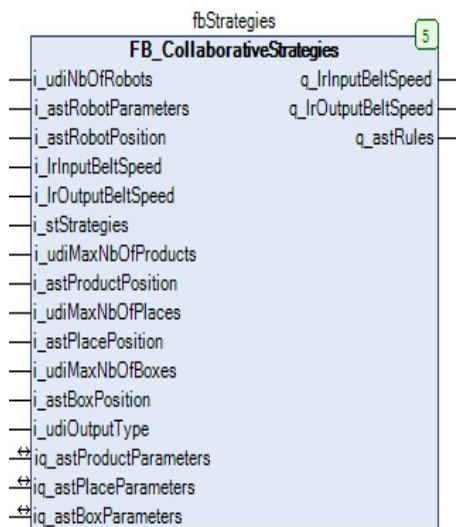 fbStrategies
5
FB_CollaborativeStrategies
i_udiNbOfRobots
q_lrInputBeltSpeed
i_astRobotParameters
q_lrOutputBeltSpeed
i_astRobotPosition
q_astRules
i_lrInputBeltSpeed
i_lrOutputBeltSpeed
i_stStrategies
i_udiMaxNbOfProducts
i_astProductPosition
i_udiMaxNbOfPlaces
i_astPlacePosition
i_udiMaxNbOfBoxes
i_astBoxPosition
i_udiOutputType
iq_astProductParameters
iq_astPlaceParameters
iq_astBoxParameters